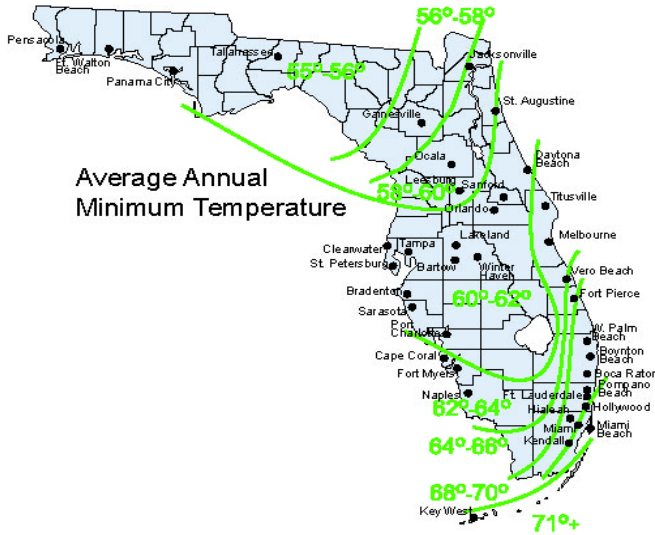 56º-58º
Pensacola
Ft. Walton
Beach
Tallahassee
Jacksonville
55º-56º
Panama City
St. Augustine
Gainesville
Ocala
Daytona
Beach
Average Annual
Minimum Temperature
Leesburg
Sanford
58º-60º
Orlando
Titusville
Clearwater
Tampa
Lakeland
Melbourne
St. Petersburg
Bartow
Winter
Haven
Vero Beach
Bradenton
60º-62º
Fort Pierce
Sarasota
Port
Charlotte
W. Palm
Beach
Cape Coral
Boynton
Beach
Fort Myers
Boca Raton
Pompano
Beach
Naples
Ft. Lauderdale
62º-64º
Hialeah
Hollywood
Miami
Miami
Beach
64º-66º
Kendall
68º-70º
Key West
71º+